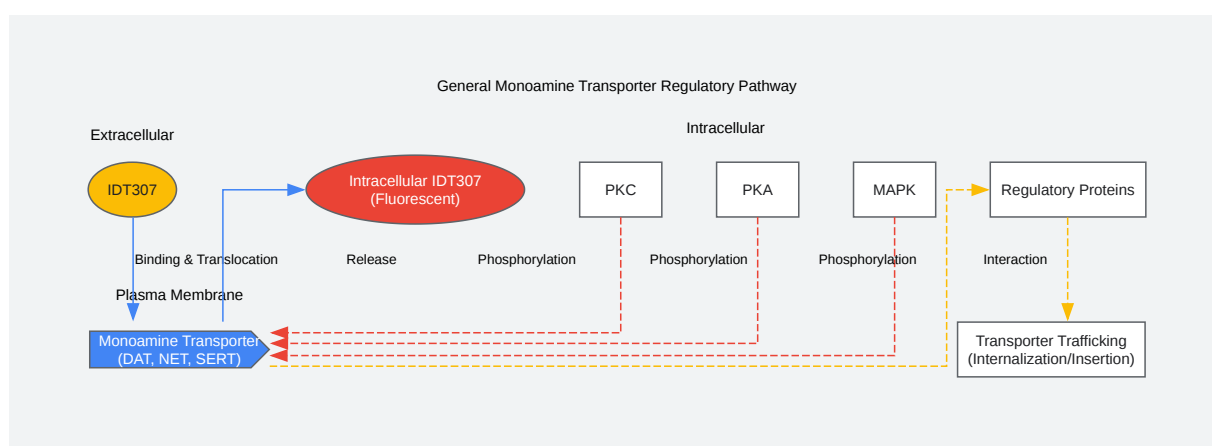 General Monoamine Transporter Regulatory Pathway
Extracellular
Intracellular
IDT307
Intracellular IDT307
(Fluorescent)
PKC
PKA
MAPK
Regulatory Proteins
Binding & Translocation
Release
Phosphorylation
Phosphorylation
Phosphorylation
Interaction
Plasma Membrane
Monoamine Transporter
(DAT, NET, SERT)
Transporter Trafficking
(Internalization/Insertion)